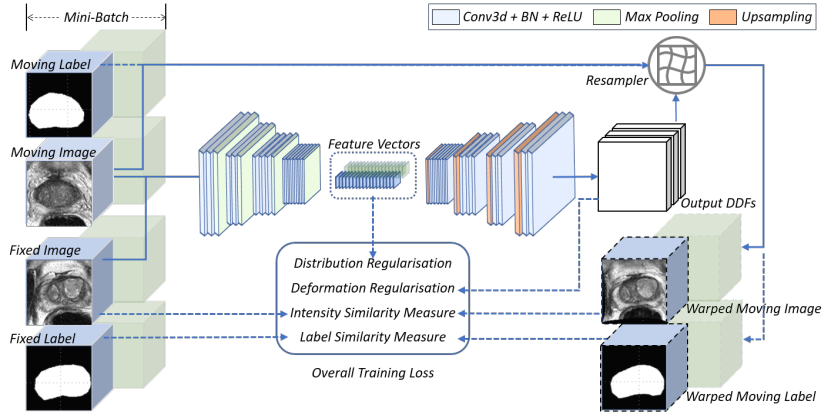 Mini-Batch
Conv3d + BN + ReLU
Max Pooling
Upsampling
Moving Label
Resampler
Moving Image
Feature Vectors
Output DDFs
Fixed Image
Distribution Regularisation
Deformation Regularisation
Intensity Similarity Measure
Warped Moving Image
Fixed Label
Label Similarity Measure
Overall Training Loss
Warped Moving Label